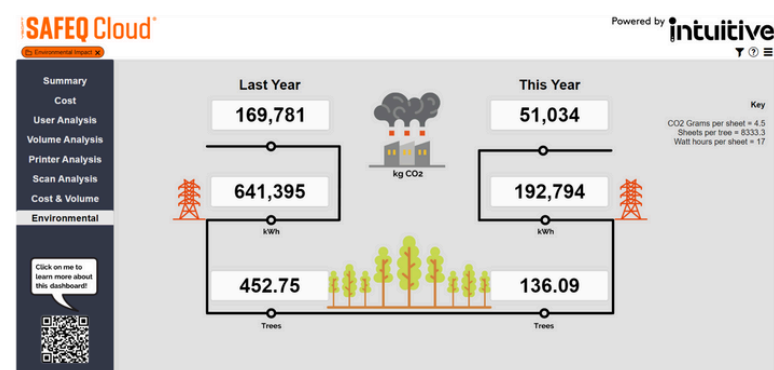 SAFEQ Cloud
Powered by intuitive
Environmental Impact x
Summary
Cost
User Analysis
Volume Analysis
Printer Analysis
Scan Analysis
Cost & Volume
Environmental
Click on me to
learn more about
this dashboard!
Last Year
169,781
This Year
51,034
kg CO2
641,395
kWh
192,794
kWh
452.75
Trees
136.09
Trees
Key
CO2 Grams per sheet = 4.5
Sheets per tree = 8333.3
Watt hours per sheet = 17